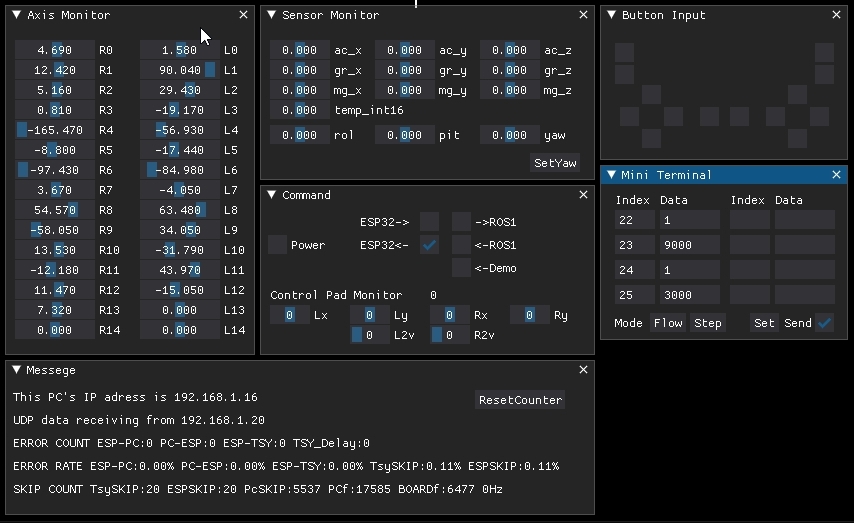 Axis Monitor
4.690 R0 1.580 L0
12.420 R1 90.040 L1
5.160 R2 29.430 L2
0.810 R3 -19.170 L3
-165.470 R4 -56.930 L4
-8.800 R5 -17.440 L5
-97.430 R6 -84.980 L6
3.670 R7 -4.050 L7
54.570 R8 63.480 L8
-58.050 R9 34.050 L9
13.530 R10 -31.790 L10
-12.180 R11 43.970 L11
11.470 R12 -15.050 L12
7.320 R13 0.000 L13
0.000 R14 0.000 L14
Sensor Monitor
0.000 ac_x 0.000 ac_y 0.000 ac_z
0.000 gr_x 0.000 gr_y 0.000 gr_z
0.000 mg_x 0.000 mg_y 0.000 mg_z
0.000 temp_int16
0.000 rol 0.000 pit 0.000 yaw
SetYaw
Button Input
Command
ESP32-> ->ROS1
Power ESP32<- <-ROS1
<-Demo
Control Pad Monitor 0
0 Lx 0 Ly 0 Rx 0 Ry
0 L2v 0 R2v
Mini Terminal
Index Data Index Data
22 1
23 9000
24 1
25 3000
Mode Flow Step Set Send
Messege
This PC's IP adress is 192.168.1.16
ResetCounter
UDP data receiving from 192.168.1.20
ERROR COUNT ESP-PC:0 PC-ESP:0 ESP-TSY:0 TSY_Delay:0
ERROR RATE ESP-PC:0.00% PC-ESP:0.00% ESP-TSY:0.00% TsySKIP:0.11% ESPSKIP:0.11%
SKIP COUNT TsySKIP:20 ESPSKIP:20 PcSKIP:5537 PCf:17585 BOARDf:6477 0Hz